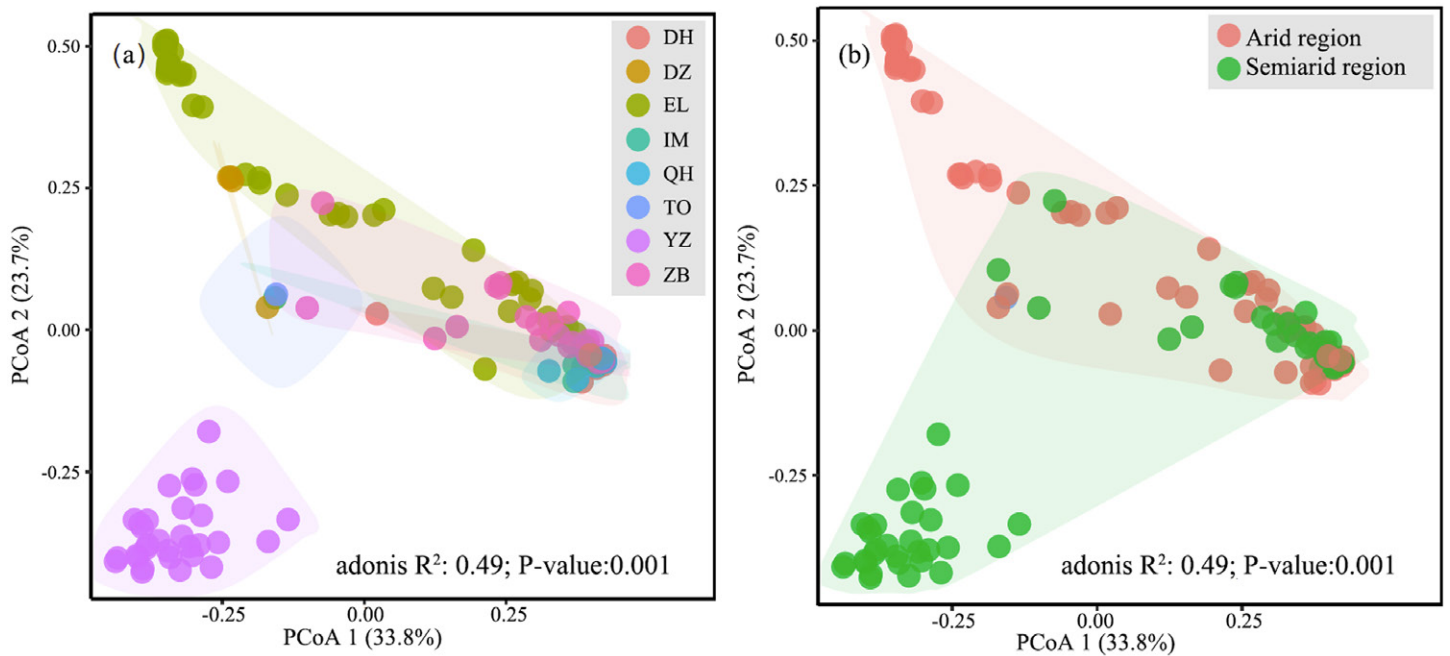 (a)
DH
DZ
EL
IM
QH
TO
YZ
ZB
0.50
0.25
0.00
-0.25
PCoA 2 (23.7%)
adonis R²: 0.49; P-value:0.001
-0.25
0.00
0.25
PCoA 1 (33.8%)
(b)
Arid region
Semiarid region
0.50
0.25
0.00
-0.25
PCoA 2 (23.7%)
adonis R²: 0.49; P-value:0.001
-0.25
0.00
0.25
PCoA 1 (33.8%)